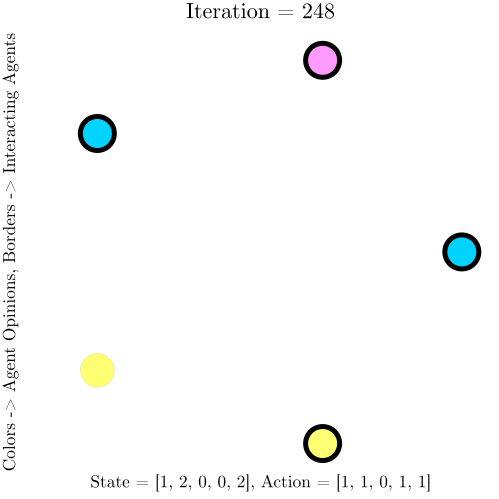 Iteration = 248
Colors -> Agent Opinions, Borders -> Interacting Agents
State = [1, 2, 0, 0, 2], Action = [1, 1, 0, 1, 1]